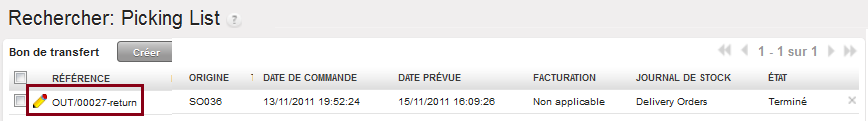 Rechercher: Picking List ?
Bon de transfert Créer 1 - 1 sur 1
RÉFÉRENCE ORIGINE T DATE DE COMMANDE DATE PRÉVUE FACTURATION JOURNAL DE STOCK ÉTAT
OUT/00027-return SO036 13/11/2011 19:52:24 15/11/2011 16:09:26 Non applicable Delivery Orders Terminé